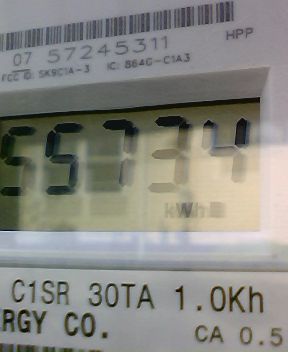 07 57245311 HPP
FCC ID: SK9C1A-3 IC: 864G-C1A3
55734
kWh
C1SR 30TA 1.0Kh
RGY CO. CA 0.5